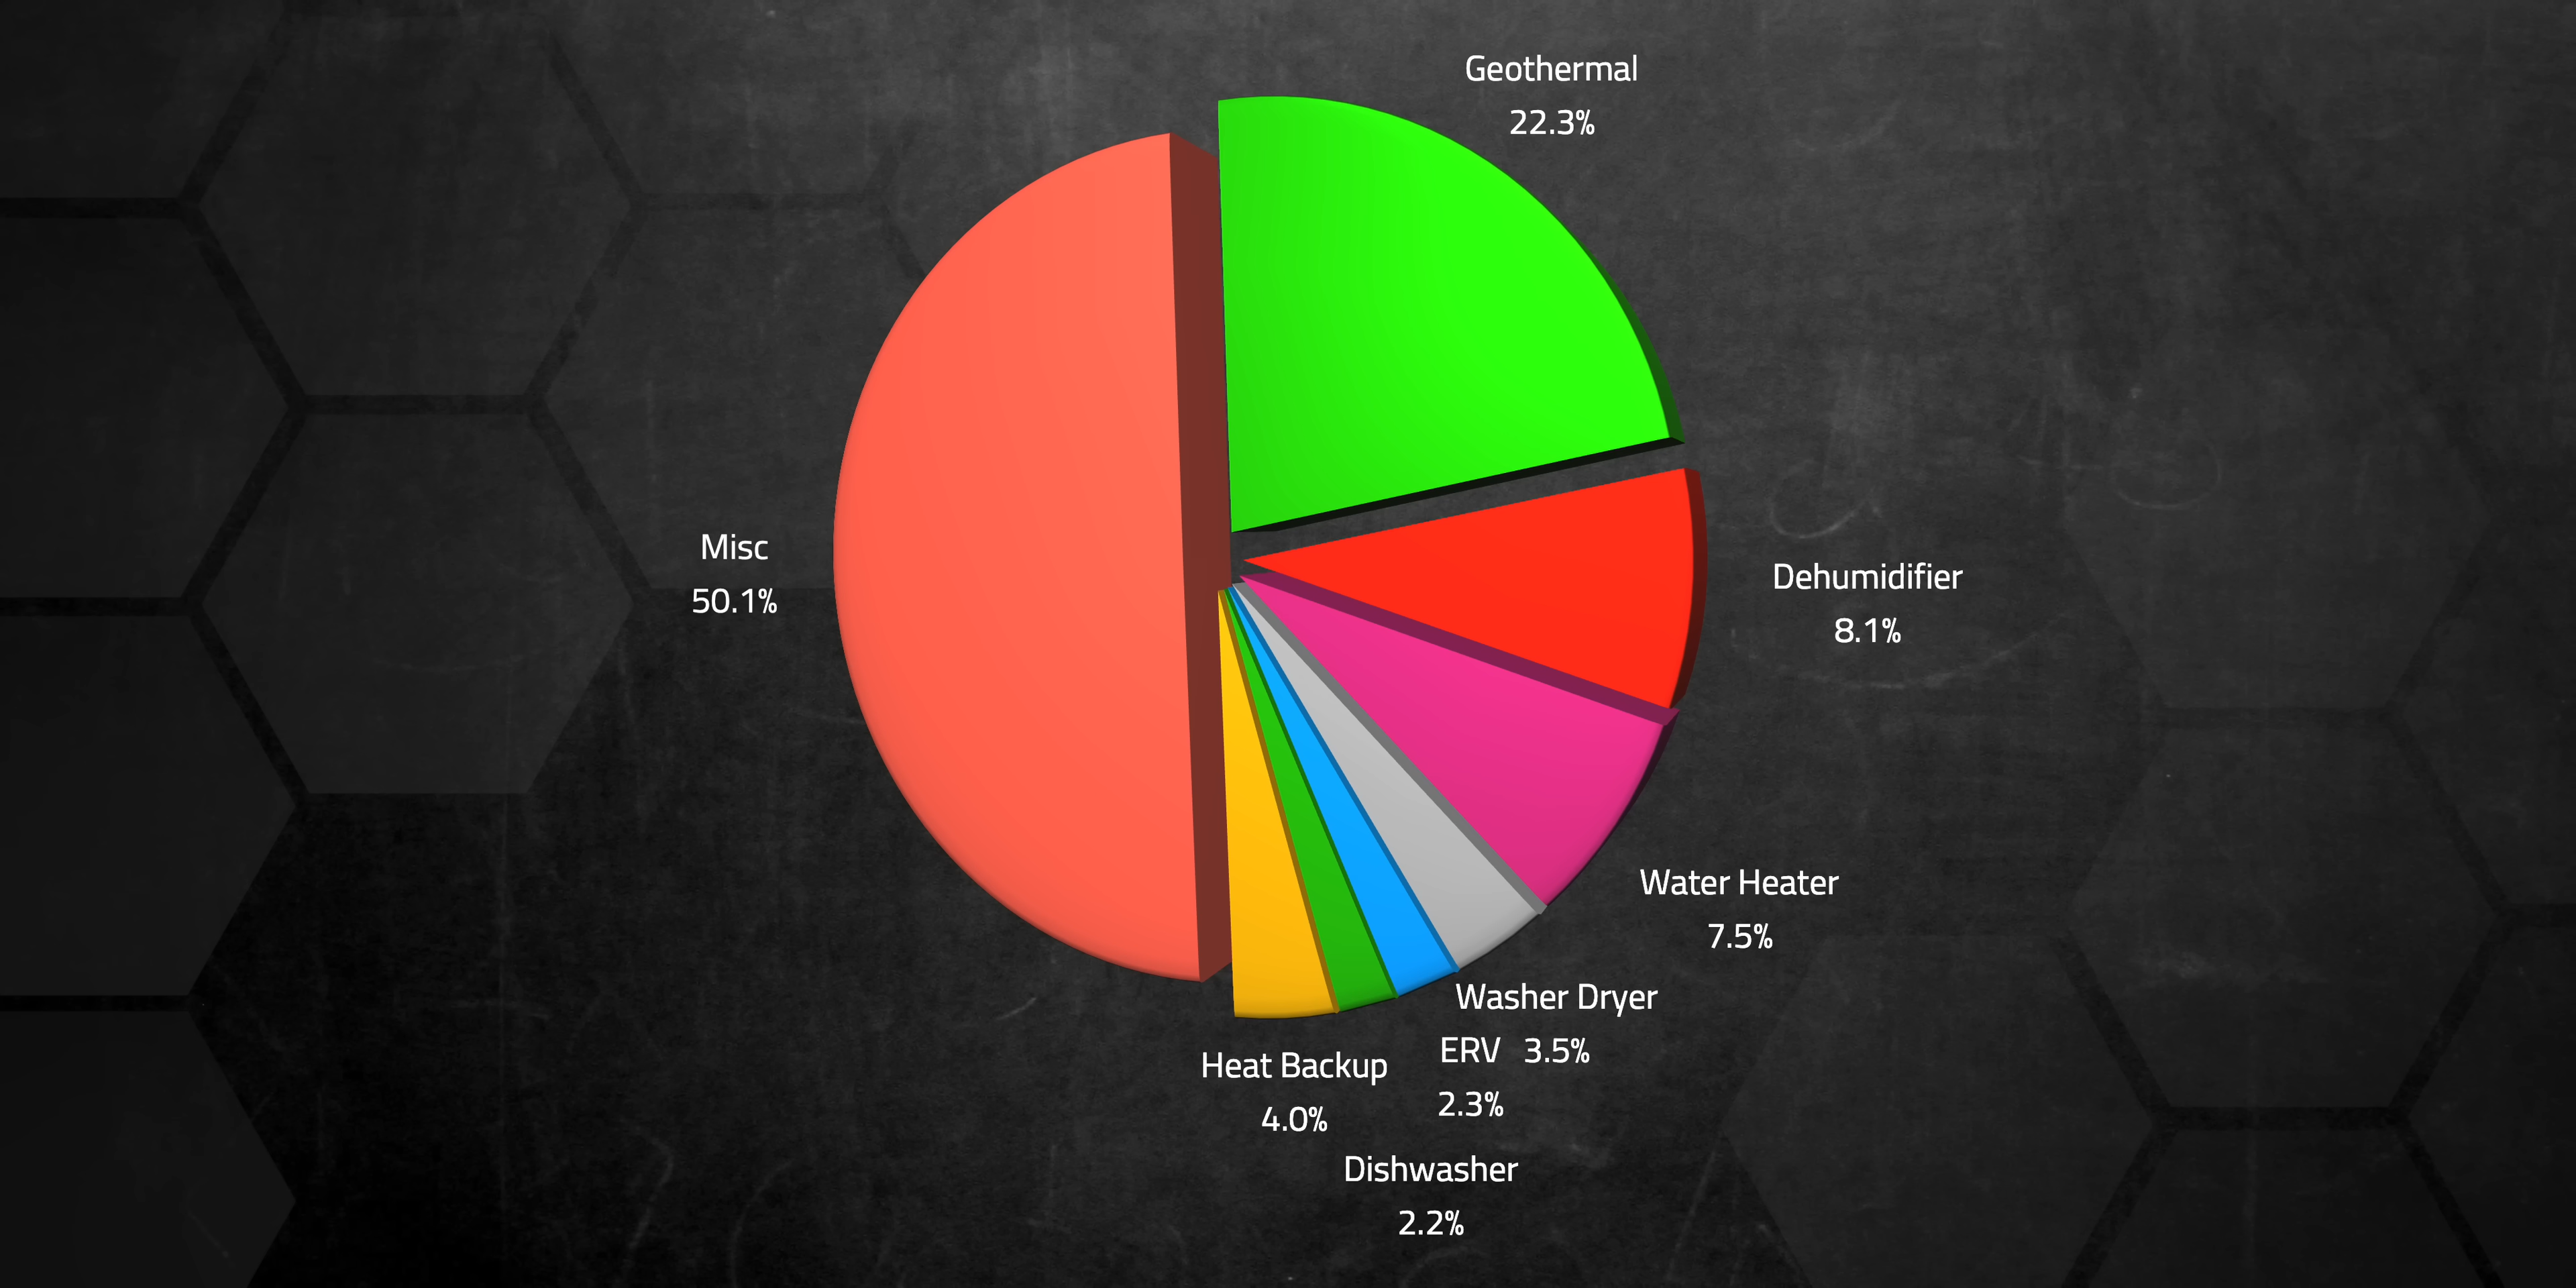 Geothermal
22.3%
Misc
50.1%
Dehumidifier
8.1%
Water Heater
7.5%
Washer Dryer
3.5%
ERV
2.3%
Heat Backup
4.0%
Dishwasher
2.2%